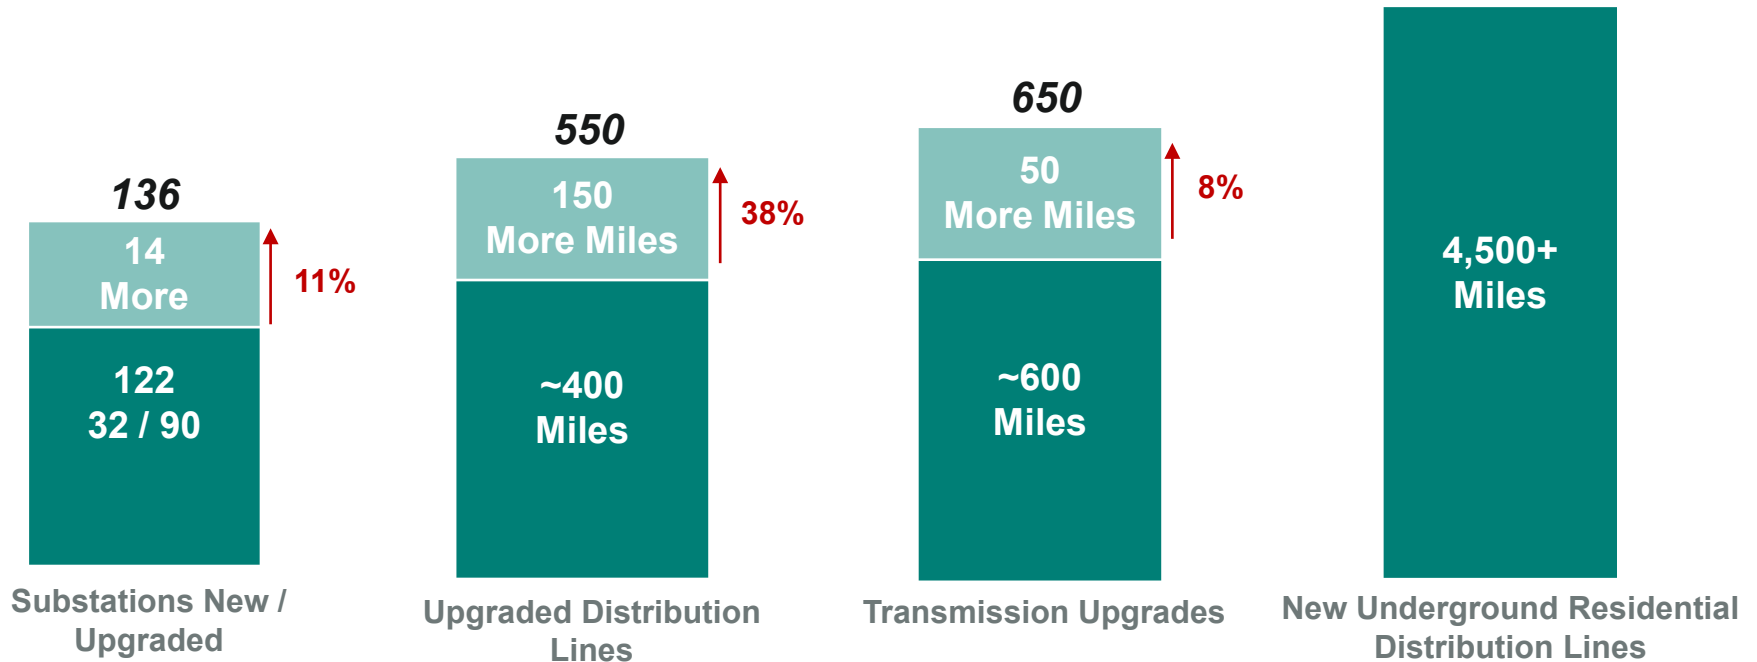 136
14
More
11%
122
32 / 90
Substations New /
Upgraded
550
150
More Miles
38%
~400
Miles
Upgraded Distribution
Lines
650
50
More Miles
8%
~600
Miles
Transmission Upgrades
4,500+
Miles
New Underground Residential
Distribution Lines